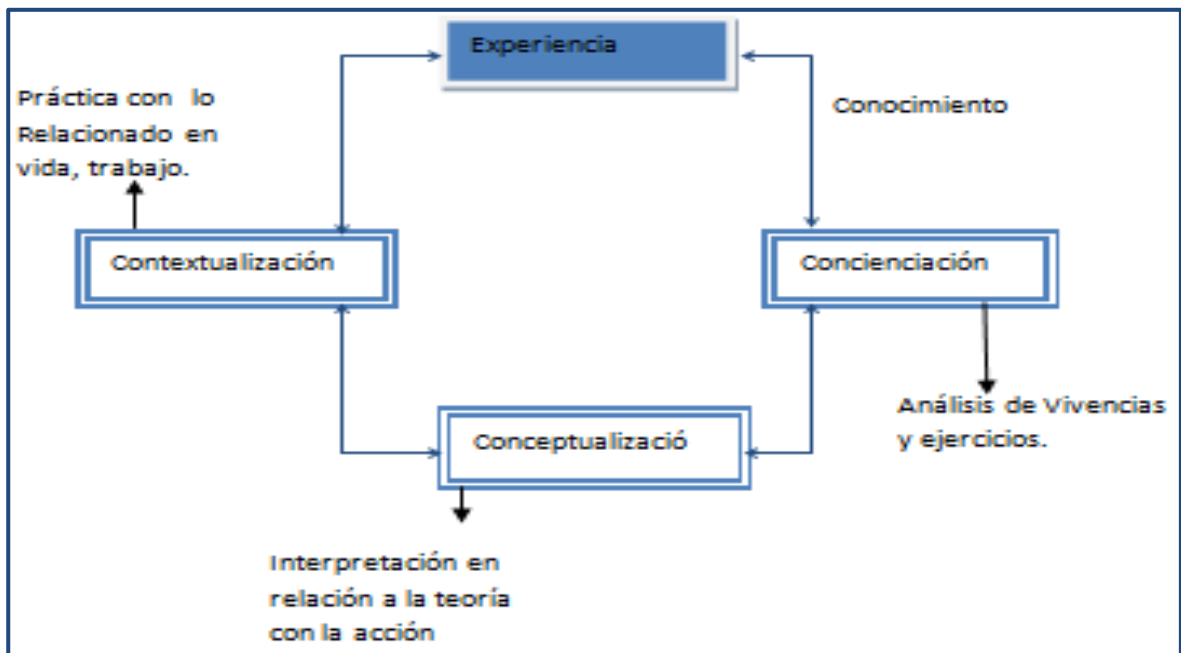 Experiencia
Práctica con lo
Relacionado en
vida, trabajo.
Conocimiento
Contextualización
Concienciación
Análisis de Vivencias
y ejercicios.
Conceptualizació
Interpretación en
relación a la teoría
con la acción